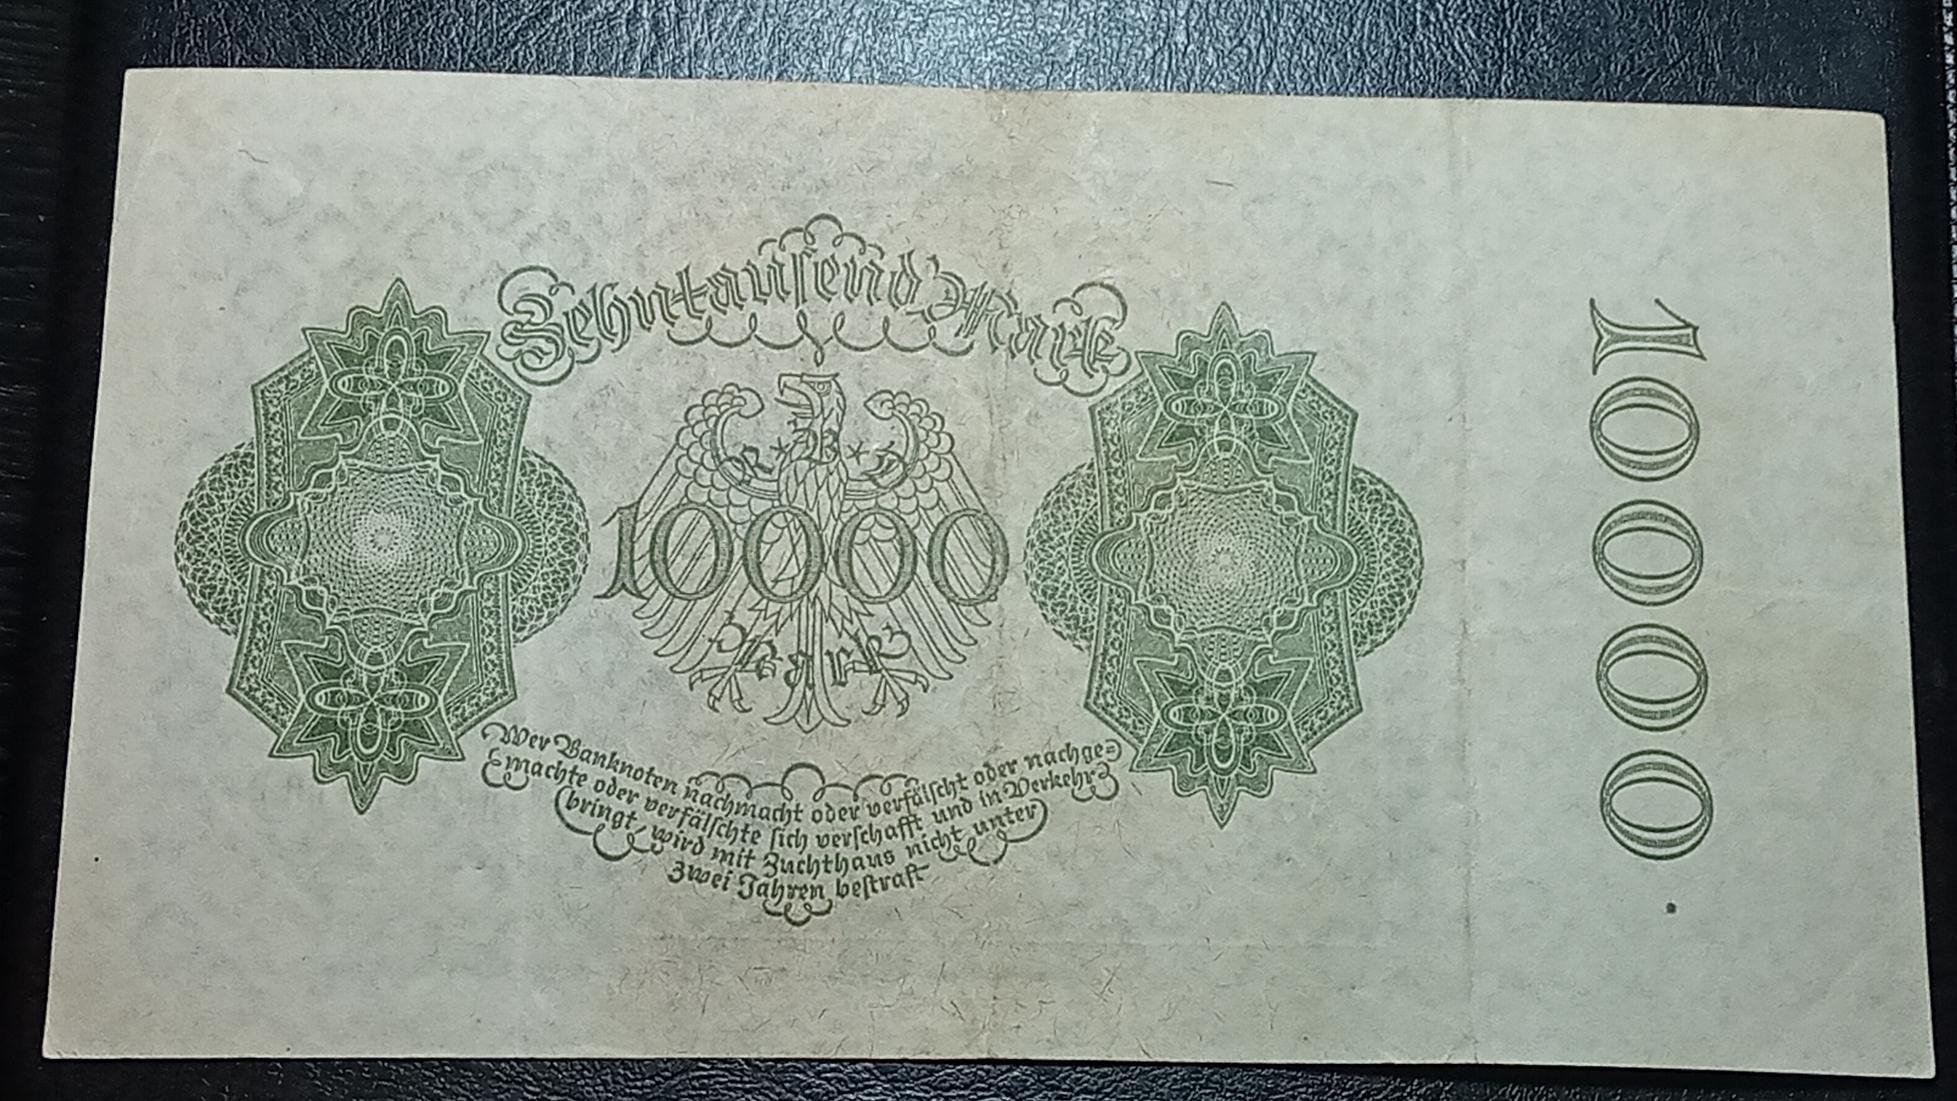 Zehntausend Mark
R * B * D
10000
Mark
Wer Banknoten nachmacht oder verfälscht oder nachge=
machte oder verfälschte sich verschafft und in Verkehr
bringt, wird mit Zuchthaus nicht unter
zwei Jahren bestraft
10000